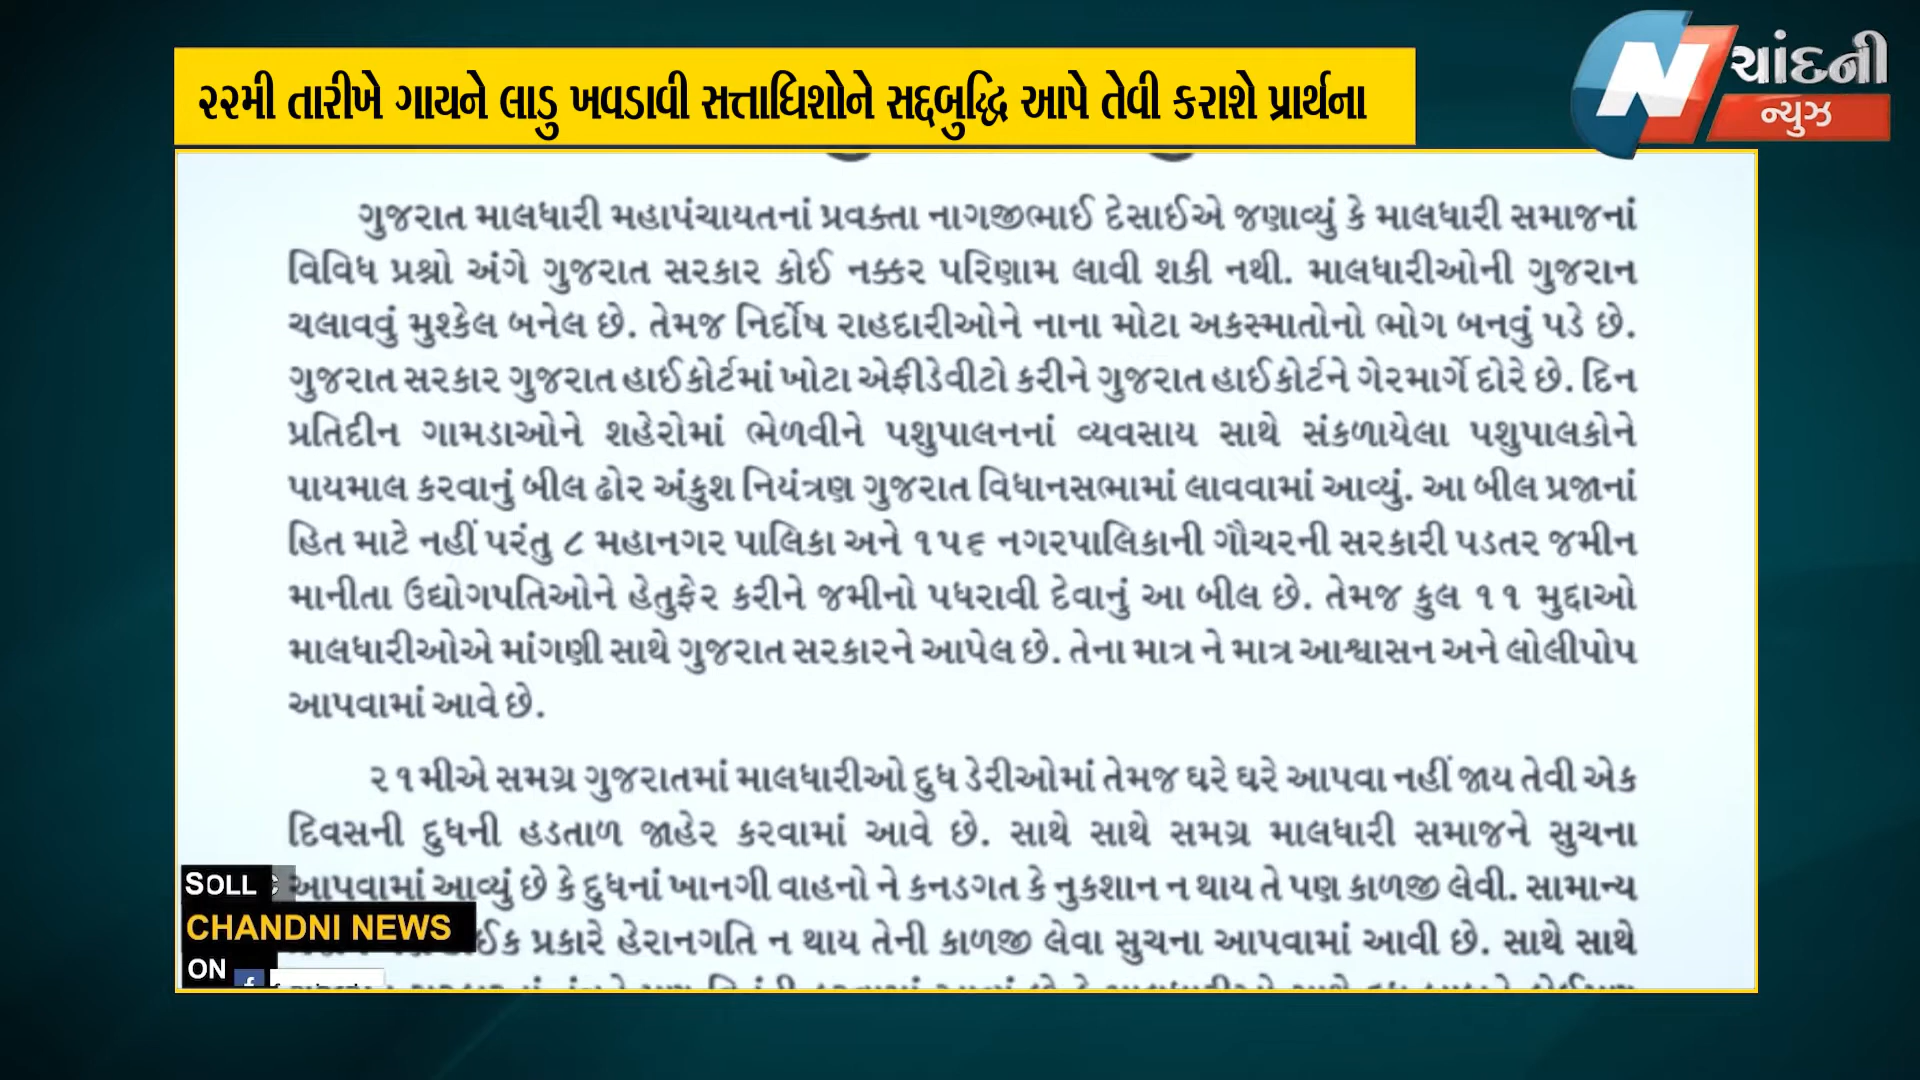 ૨૨મી તારીખે ગાયને લાડુ ખવડાવી સત્તાધિશોને સદ્દબુદ્ધિ આપે તેવી કરાશે પ્રાર્થના
ચાંદની
ન્યુઝ
ગુજરાત માલધારી મહાપંચાયતનાં પ્રવક્તા નાગજીભાઈ દેસાઈએ જણાવ્યું કે માલધારી સમાજનાં
વિવિધ પ્રશ્નો અંગે ગુજરાત સરકાર કોઈ નક્કર પરિણામ લાવી શકી નથી. માલધારીઓની ગુજરાન
ચલાવવું મુશ્કેલ બનેલ છે. તેમજ નિર્દોષ રાહદારીઓને નાના મોટા અકસ્માતોનો ભોગ બનવું પડે છે.
ગુજરાત સરકાર ગુજરાત હાઈકોર્ટમાં ખોટા એફીડેવીટો કરીને ગુજરાત હાઈકોર્ટને ગેરમાર્ગે દોરે છે. દિન
પ્રતિદીન ગામડાઓને શહેરોમાં ભેળવીને પશુપાલનનાં વ્યવસાય સાથે સંકળાયેલા પશુપાલકોને
પાયમાલ કરવાનું બીલ ઢોર અંકુશ નિયંત્રણ ગુજરાત વિધાનસભામાં લાવવામાં આવ્યું. આ બીલ પ્રજાનાં
હિત માટે નહીં પરંતુ ૮ મહાનગર પાલિકા અને ૧૫૬ નગરપાલિકાની ગૌચરની સરકારી પડતર જમીન
માનીતા ઉદ્યોગપતિઓને હેતુફેર કરીને જમીનો પધરાવી દેવાનું આ બીલ છે. તેમજ કુલ ૧૧ મુદ્દાઓ
માલધારીઓએ માંગણી સાથે ગુજરાત સરકારને આપેલ છે. તેના માત્ર ને માત્ર આશ્વાસન અને લોલીપોપ
આપવામાં આવે છે.
૨૧મીએ સમગ્ર ગુજરાતમાં માલધારીઓ દુધ ડેરીઓમાં તેમજ ઘરે ઘરે આપવા નહીં જાય તેવી એક
દિવસની દુધની હડતાળ જાહેર કરવામાં આવે છે. સાથે સાથે સમગ્ર માલધારી સમાજને સુચના
આપવામાં આવ્યું છે કે દુધનાં ખાનગી વાહનો ને કનડગત કે નુકશાન ન થાય તે પણ કાળજી લેવી. સામાન્ય
પ્રકારે હેરાનગતિ ન થાય તેની કાળજી લેવા સુચના આપવામાં આવી છે. સાથે સાથે
SOLL
CHANDNI NEWS
ON